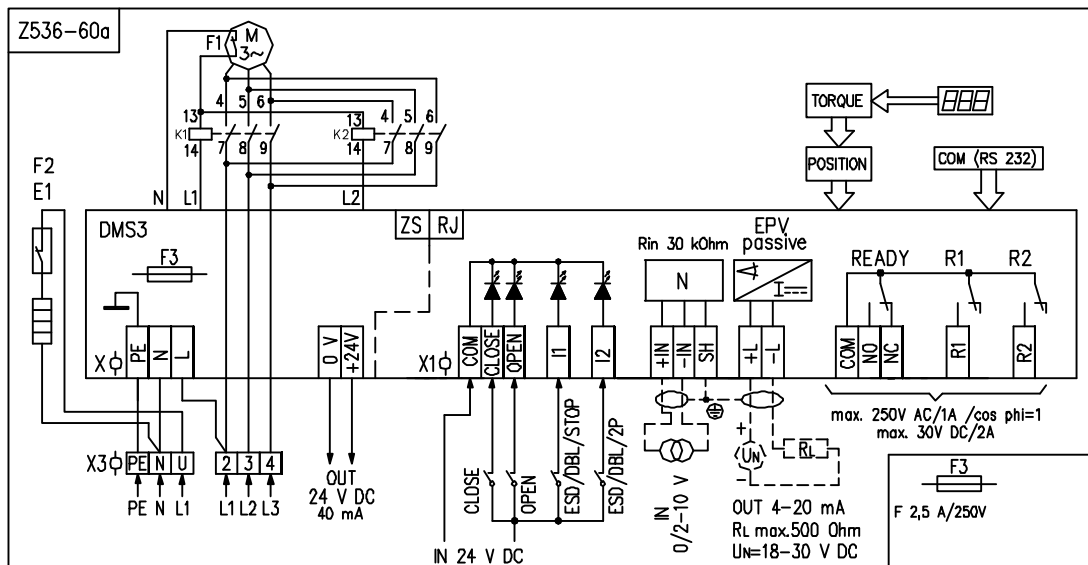 Z536-60a
F1
M
3~
4 5 6
13
K1
14
7 8 9
13
K2
14
4 5 6
7 8 9
TORQUE
POSITION
COM (RS 232)
F2
E1
N L1 L2
DMS3
ZS RJ
F3
Rin 30 kOhm
N
EPV
passive
I
READY R1 R2
X
PE N L
0 V
+24V
X1
COM
CLOSE
OPEN
I1
I2
+IN
-IN
SH
+L
-L
COM
NO
NC
R1
R2
max. 250V AC/1A /cos phi=1
max. 30V DC/2A
X3
PE N U
2 3 4
PE N L1
L1 L2 L3
OUT
24 V DC
40 mA
CLOSE
OPEN
ESD/DBL/STOP
ESD/DBL/2P
IN 24 V DC
IN
0/2-10 V
+
UN
-
RL
OUT 4-20 mA
RL max.500 Ohm
UN=18-30 V DC
F3
F 2,5 A/250V